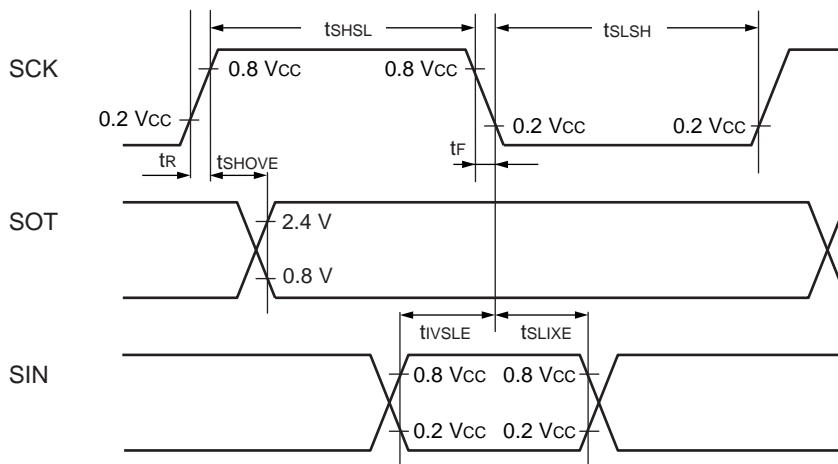 tSHSL tSLSH
SCK
0.8 VCC 0.8 VCC
0.2 VCC 0.2 VCC 0.2 VCC
tR tSHOVE tF
SOT
2.4 V
0.8 V
tIVSLE tSLIXE
SIN
0.8 VCC 0.8 VCC
0.2 VCC 0.2 VCC